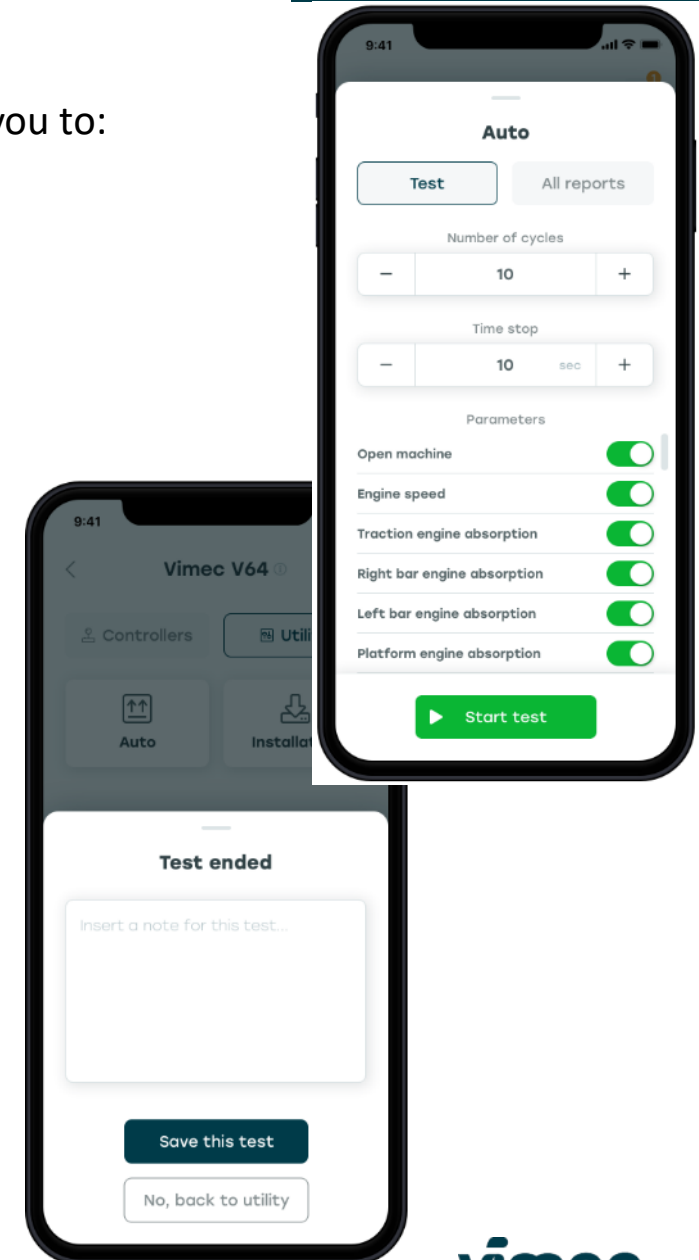 you to:
9:41
Auto
Test All reports
Number of cycles
− 10 +
Time stop
− 10 sec +
Parameters
Open machine
Engine speed
Traction engine absorption
Right bar engine absorption
Left bar engine absorption
Platform engine absorption
Start test
9:41
Vimec V64
Controllers Utili
Auto Installat
Test ended
Insert a note for this test...
Save this test
No, back to utility
vimec